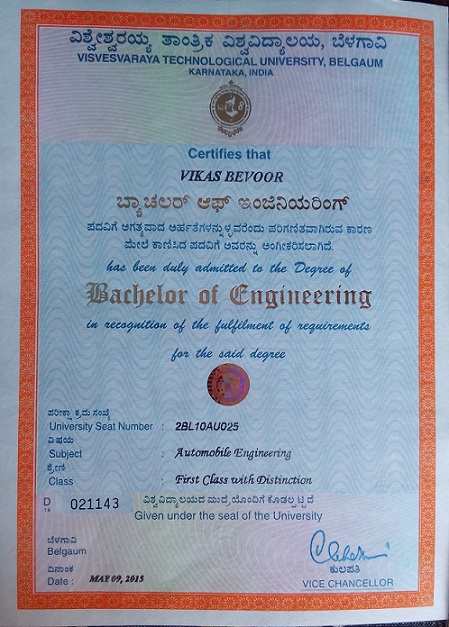 ವಿಶ್ವೇಶ್ವರಯ್ಯ ತಾಂತ್ರಿಕ ವಿಶ್ವವಿದ್ಯಾಲಯ, ಬೆಳಗಾವಿ
VISVESVARAYA TECHNOLOGICAL UNIVERSITY, BELGAUM
KARNATAKA, INDIA
Certifies that
VIKAS BEVOOR
ಬ್ಯಾಚಲರ್ ಆಫ್ ಇಂಜಿನಿಯರಿಂಗ್
ಪದವಿಗೆ ಅಗತ್ಯವಾದ ಅರ್ಹತೆಗಳನ್ನುಳ್ಳವರೆಂದು ಪರಿಗಣಿತವಾಗಿರುವ ಕಾರಣ
ಮೇಲೆ ಕಾಣಿಸಿದ ಪದವಿಗೆ ಅವರನ್ನು ಅಂಗೀಕರಿಸಲಾಗಿದೆ.
has been duly admitted to the Degree of
Bachelor of Engineering
in recognition of the fulfilment of requirements
for the said degree
ಪರೀಕ್ಷಾ ಕ್ರಮ ಸಂಖ್ಯೆ
University Seat Number : 2BL10AU025
ವಿಷಯ
Subject : Automobile Engineering
ಶ್ರೇಣಿ
Class : First Class with Distinction
D 14 021143 ವಿಶ್ವವಿದ್ಯಾಲಯದ ಮುದ್ರೆಯೊಂದಿಗೆ ಕೊಡಲ್ಪಟ್ಟಿದೆ
Given under the seal of the University
ಬೆಳಗಾವಿ
Belgaum
ದಿನಾಂಕ
Date : MAY 09, 2015
ಕುಲಪತಿ
VICE CHANCELLOR